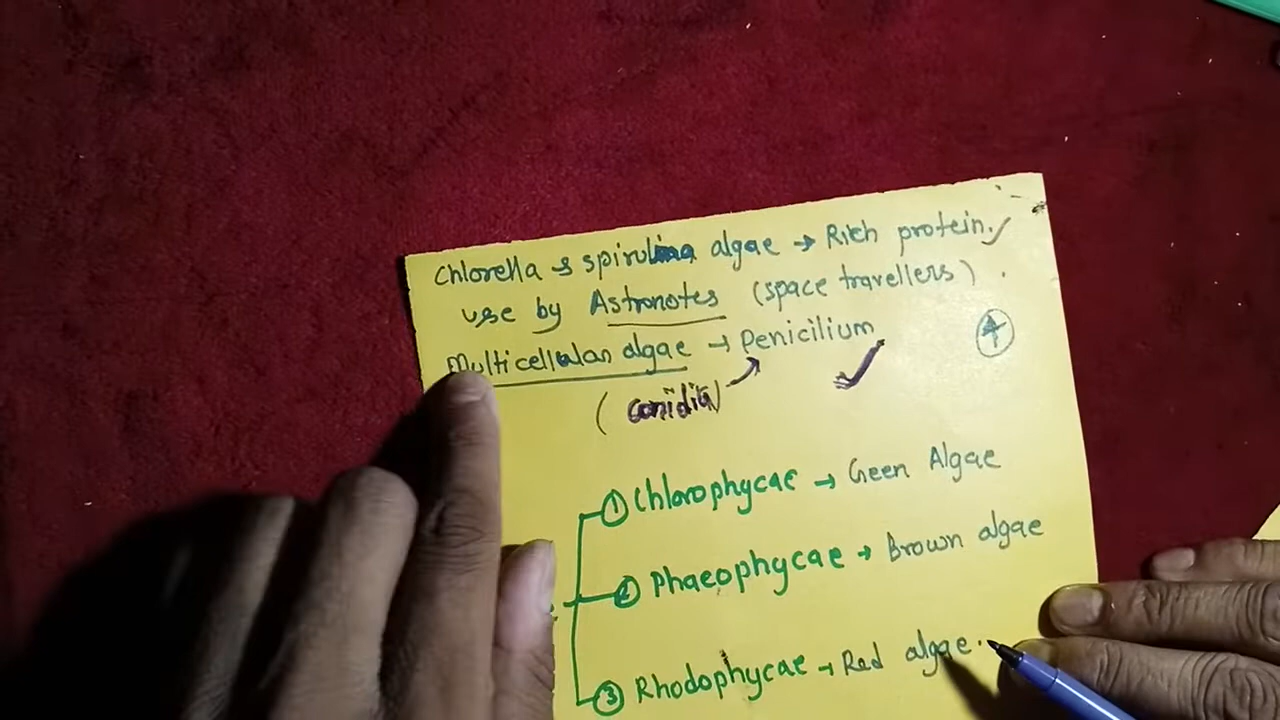 Chlorella & spirulina algae → Rich protein.
use by Astronotes (space travellers).
Multicellular algae → Penicilium
(conidia)
4
① Chlorophycae → Green Algae
② Phaeophycae → Brown algae
③ Rhodophycae → Red algae.